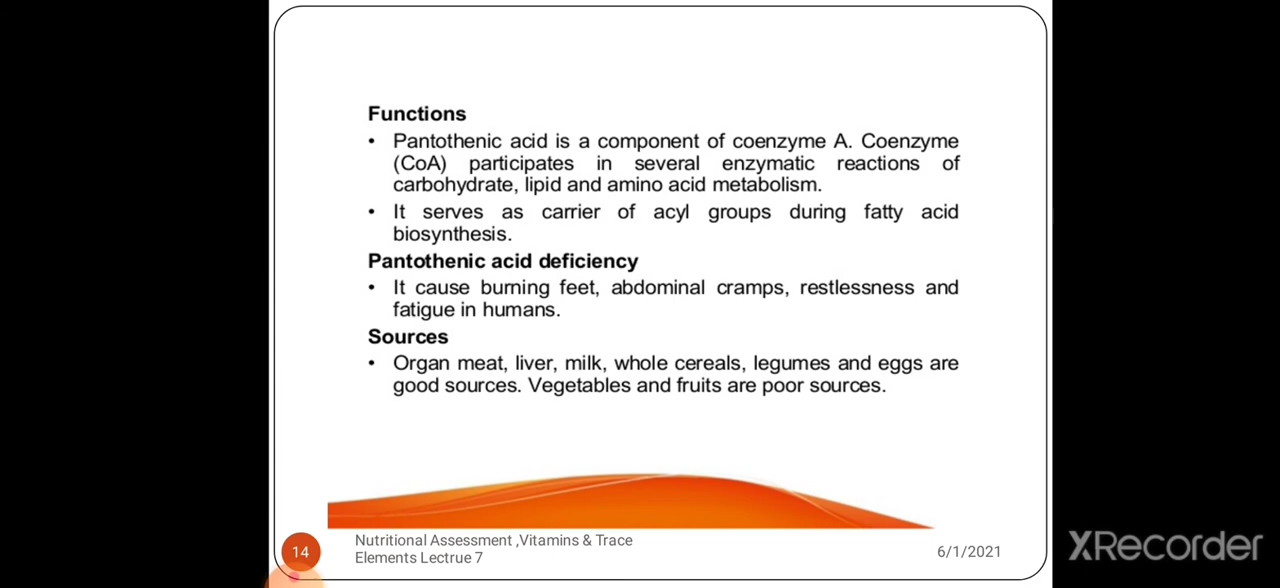 Functions
• Pantothenic acid is a component of coenzyme A. Coenzyme
(CoA) participates in several enzymatic reactions of
carbohydrate, lipid and amino acid metabolism.
• It serves as carrier of acyl groups during fatty acid
biosynthesis.
Pantothenic acid deficiency
• It cause burning feet, abdominal cramps, restlessness and
fatigue in humans.
Sources
• Organ meat, liver, milk, whole cereals, legumes and eggs are
good sources. Vegetables and fruits are poor sources.
14
Nutritional Assessment ,Vitamins & Trace
Elements Lectrue 7
6/1/2021
XRecorder